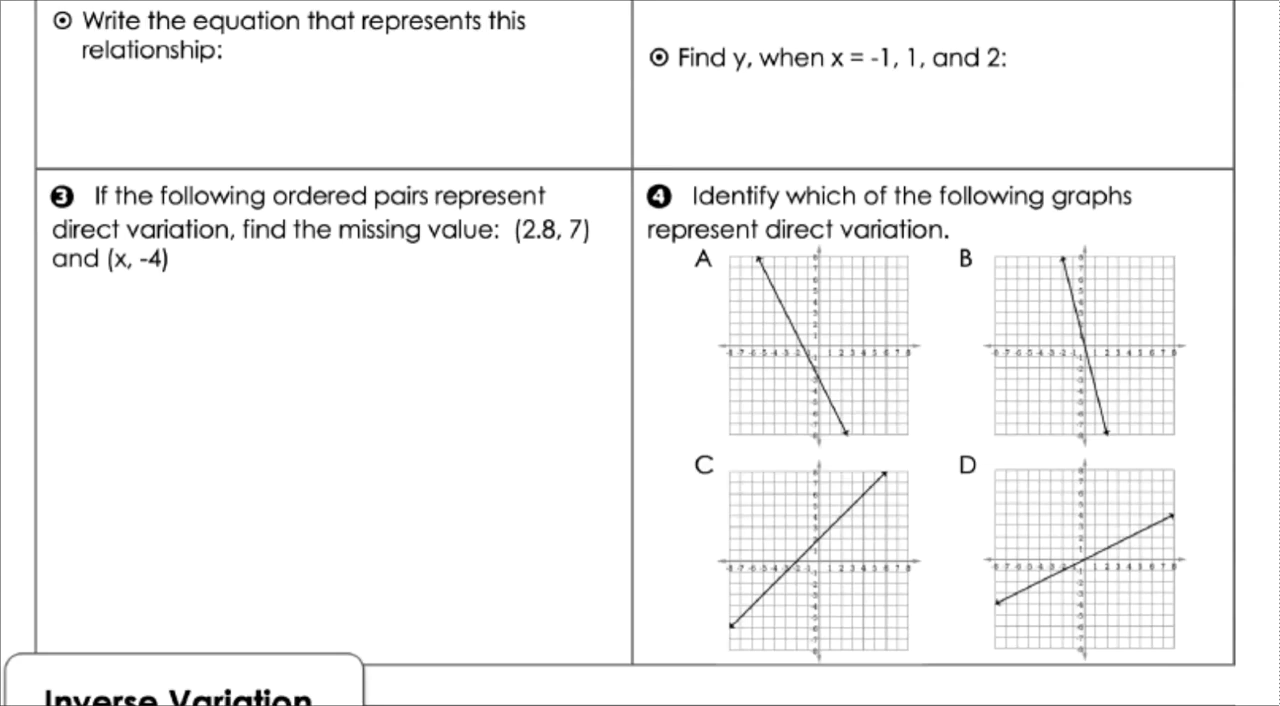 ⊙ Write the equation that represents this
relationship:
⊙ Find y, when x = -1, 1, and 2:
❸ If the following ordered pairs represent
direct variation, find the missing value: (2.8, 7)
and (x, -4)
❹ Identify which of the following graphs
represent direct variation.
A
B
C
D
Inverse Variation